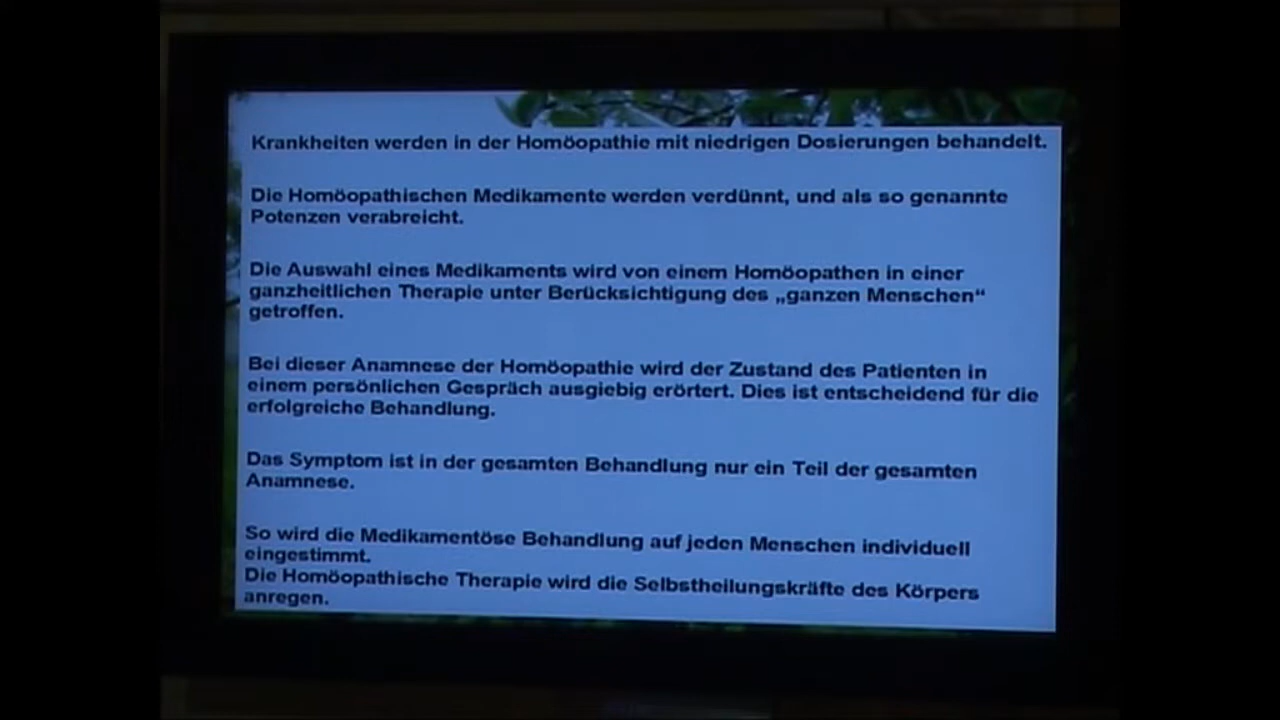 Krankheiten werden in der Homöopathie mit niedrigen Dosierungen behandelt.
Die Homöopathischen Medikamente werden verdünnt, und als so genannte
Potenzen verabreicht.
Die Auswahl eines Medikaments wird von einem Homöopathen in einer
ganzheitlichen Therapie unter Berücksichtigung des „ganzen Menschen“
getroffen.
Bei dieser Anamnese der Homöopathie wird der Zustand des Patienten in
einem persönlichen Gespräch ausgiebig erörtert. Dies ist entscheidend für die
erfolgreiche Behandlung.
Das Symptom ist in der gesamten Behandlung nur ein Teil der gesamten
Anamnese.
So wird die Medikamentöse Behandlung auf jeden Menschen individuell
eingestimmt.
Die Homöopathische Therapie wird die Selbstheilungskräfte des Körpers
anregen.